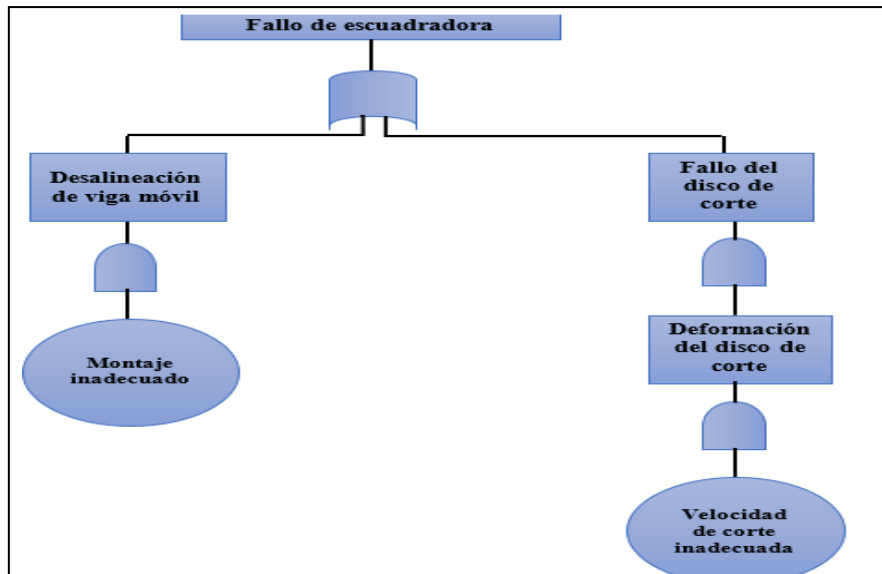 Fallo de escuadradora
Desalineación
de viga móvil
Fallo del
disco de
corte
Montaje
inadecuado
Deformación
del disco de
corte
Velocidad
de corte
inadecuada